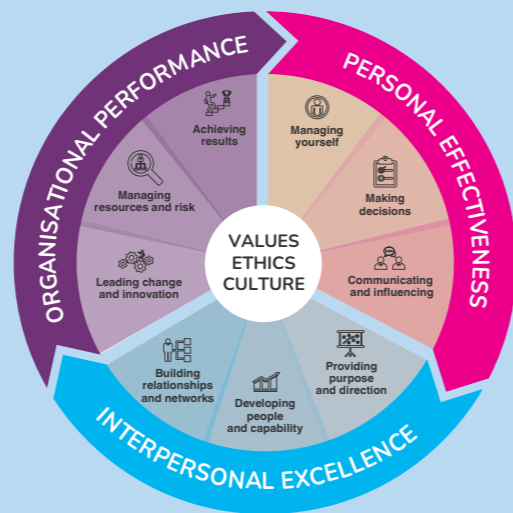 ORGANISATIONAL PERFORMANCE
PERSONAL EFFECTIVENESS
INTERPERSONAL EXCELLENCE
VALUES
ETHICS
CULTURE
Managing
yourself
Making
decisions
Communicating
and influencing
Providing
purpose
and direction
Developing
people
and capability
Building
relationships
and networks
Leading change
and innovation
Managing
resources and risk
Achieving
results